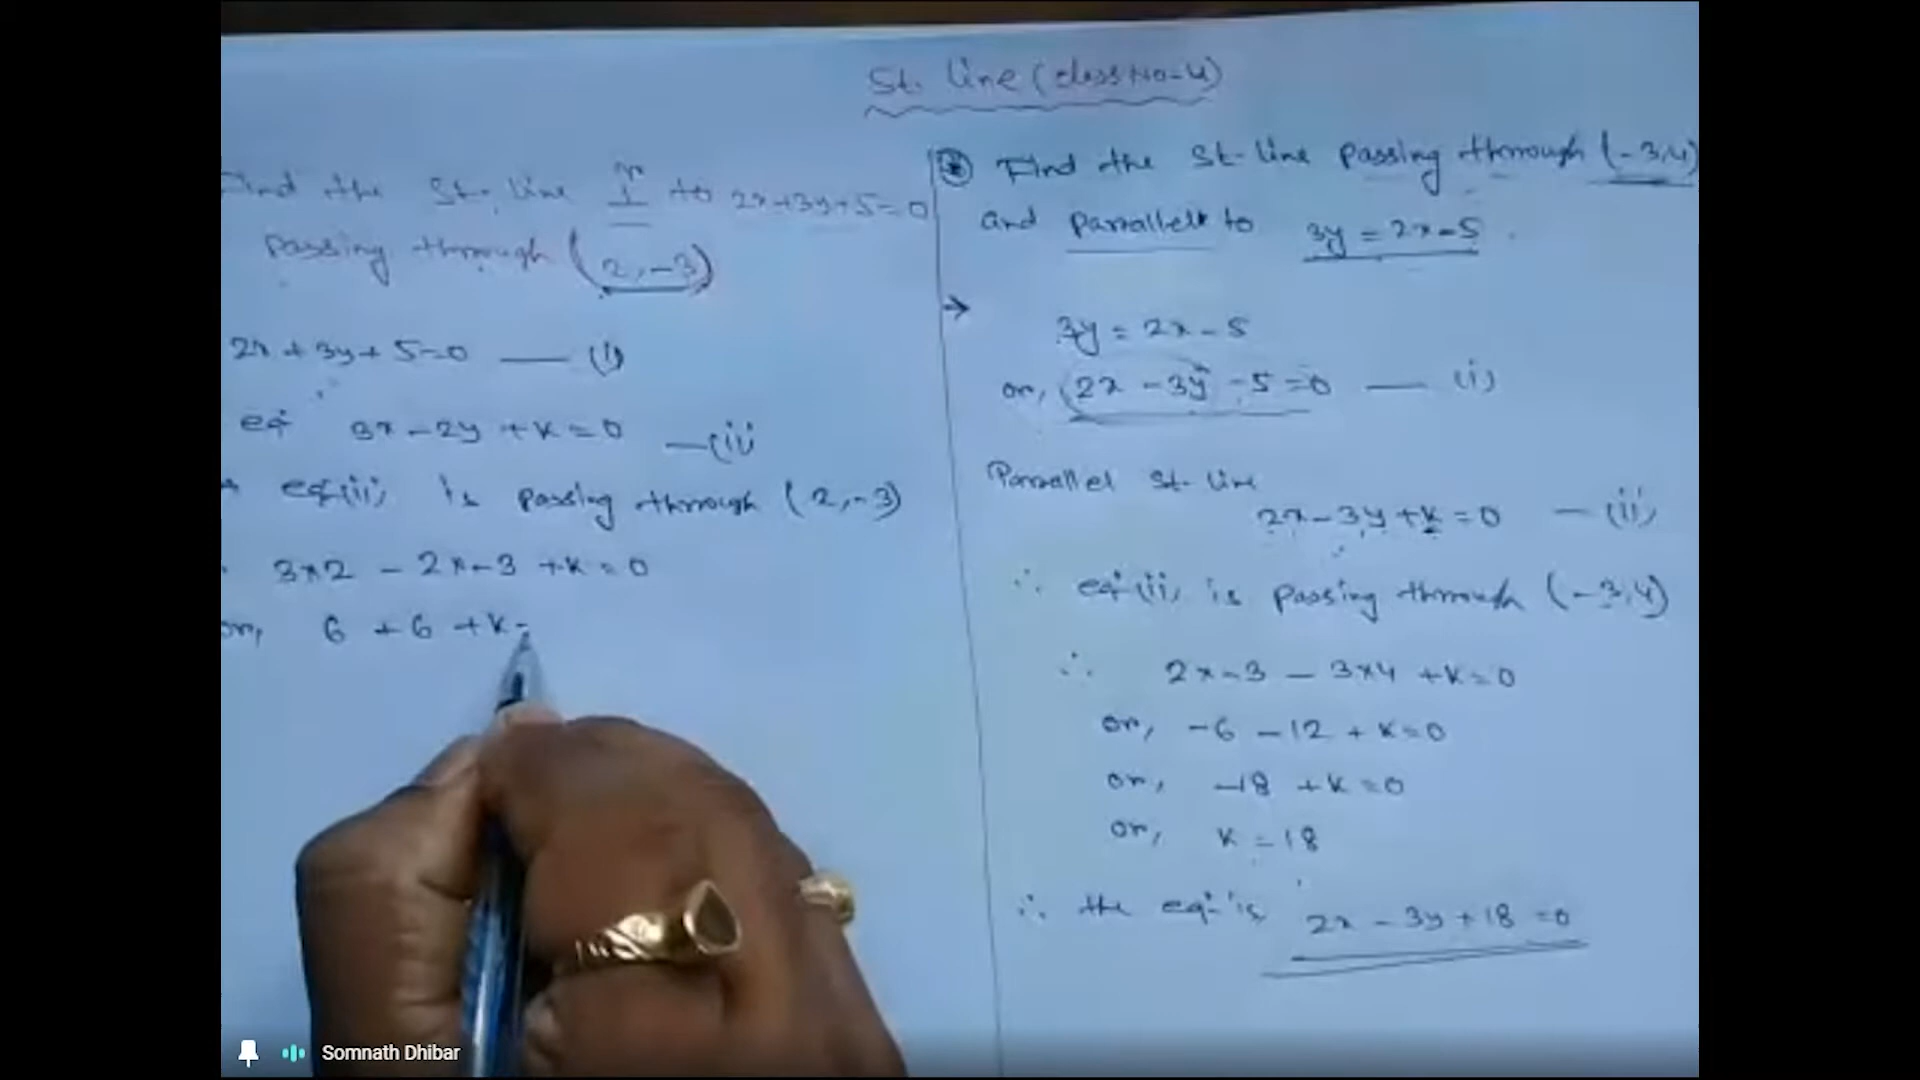 St. line (class No-4)
Find the St. line ⊥r to 2x+3y+5=0
passing through (2,-3)
2x+3y+5=0 — (i)
eqn 3x-2y+k=0 — (ii)
eqn(ii) is passing through (2,-3)
3×2 - 2×-3 +k=0
or, 6 +6 +k=
Find the St-line passing through (-3,4)
and parallel to 3y=2x-5
→
3y=2x-5
or, (2x-3y-5=0 — (i)
Parallel St-line
2x-3y+k=0 — (ii)
∴ eqn(ii) is passing through (-3,4)
∴ 2×-3 - 3×4 +k=0
or, -6 -12 +k=0
or, -18 +k=0
or, k=18
∴ the eqn is 2x-3y+18=0
Somnath Dhibar